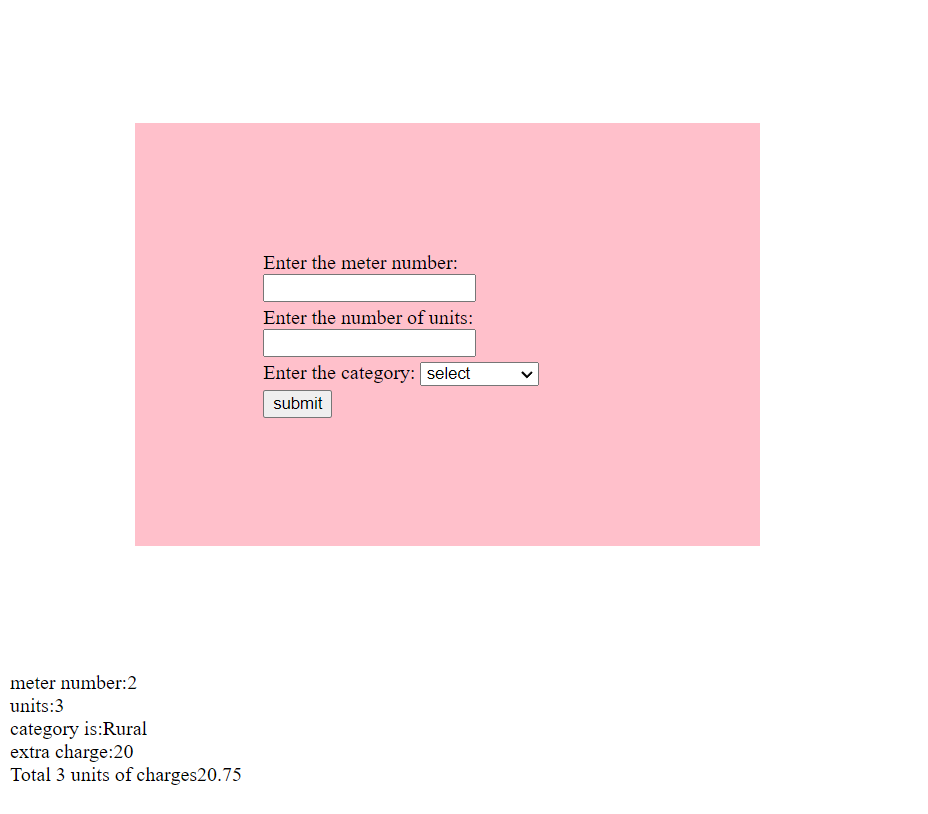 Enter the meter number:
Enter the number of units:
Enter the category: select
submit
meter number:2
units:3
category is:Rural
extra charge:20
Total 3 units of charges20.75